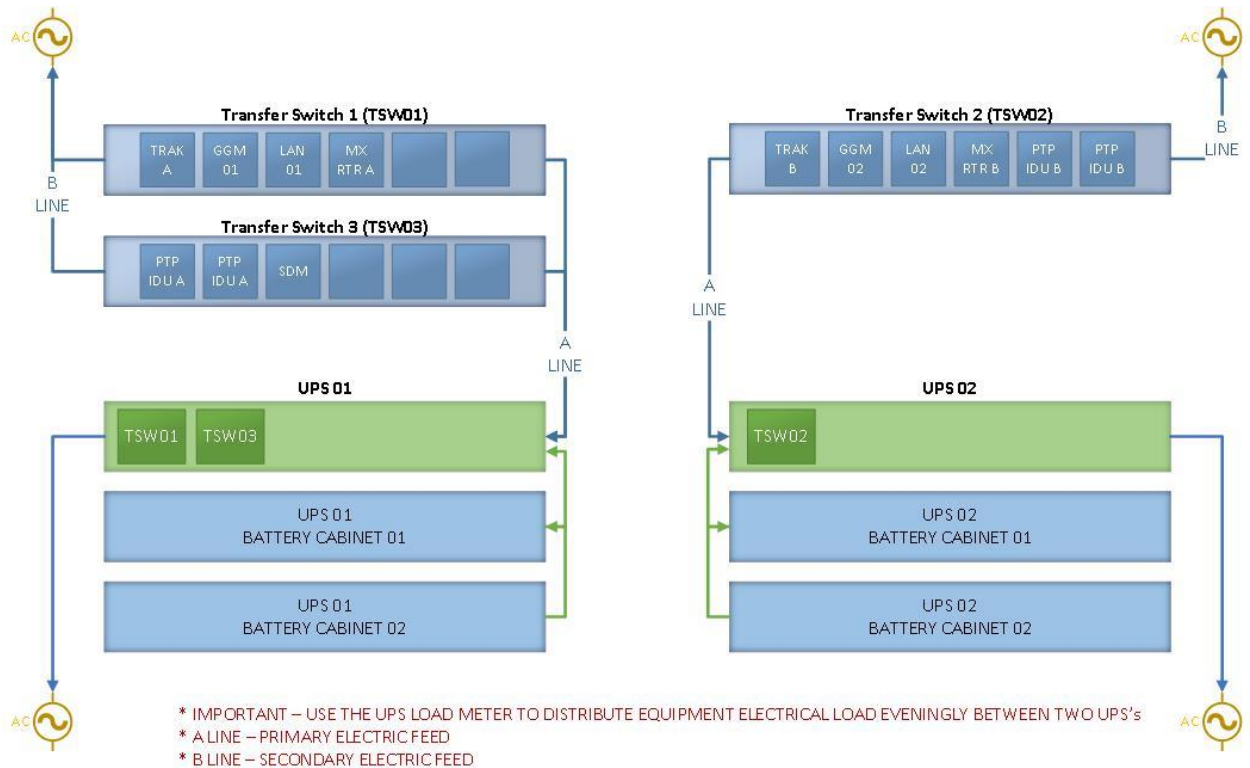 AC
AC
Transfer Switch 1 (TSW01)
TRAK
A
GGM
01
LAN
01
MX
RTR A
B
LINE
Transfer Switch 3 (TSW03)
PTP
IDU A
PTP
IDU A
SDM
A
LINE
Transfer Switch 2 (TSW02)
TRAK
B
GGM
02
LAN
02
MX
RTR B
PTP
IDU B
PTP
IDU B
B
LINE
A
LINE
UPS 01
TSW01
TSW03
UPS 01
BATTERY CABINET 01
UPS 01
BATTERY CABINET 02
UPS 02
TSW02
UPS 02
BATTERY CABINET 01
UPS 02
BATTERY CABINET 02
AC
AC
* IMPORTANT – USE THE UPS LOAD METER TO DISTRIBUTE EQUIPMENT ELECTRICAL LOAD EVENINGLY BETWEEN TWO UPS's
* A LINE – PRIMARY ELECTRIC FEED
* B LINE – SECONDARY ELECTRIC FEED